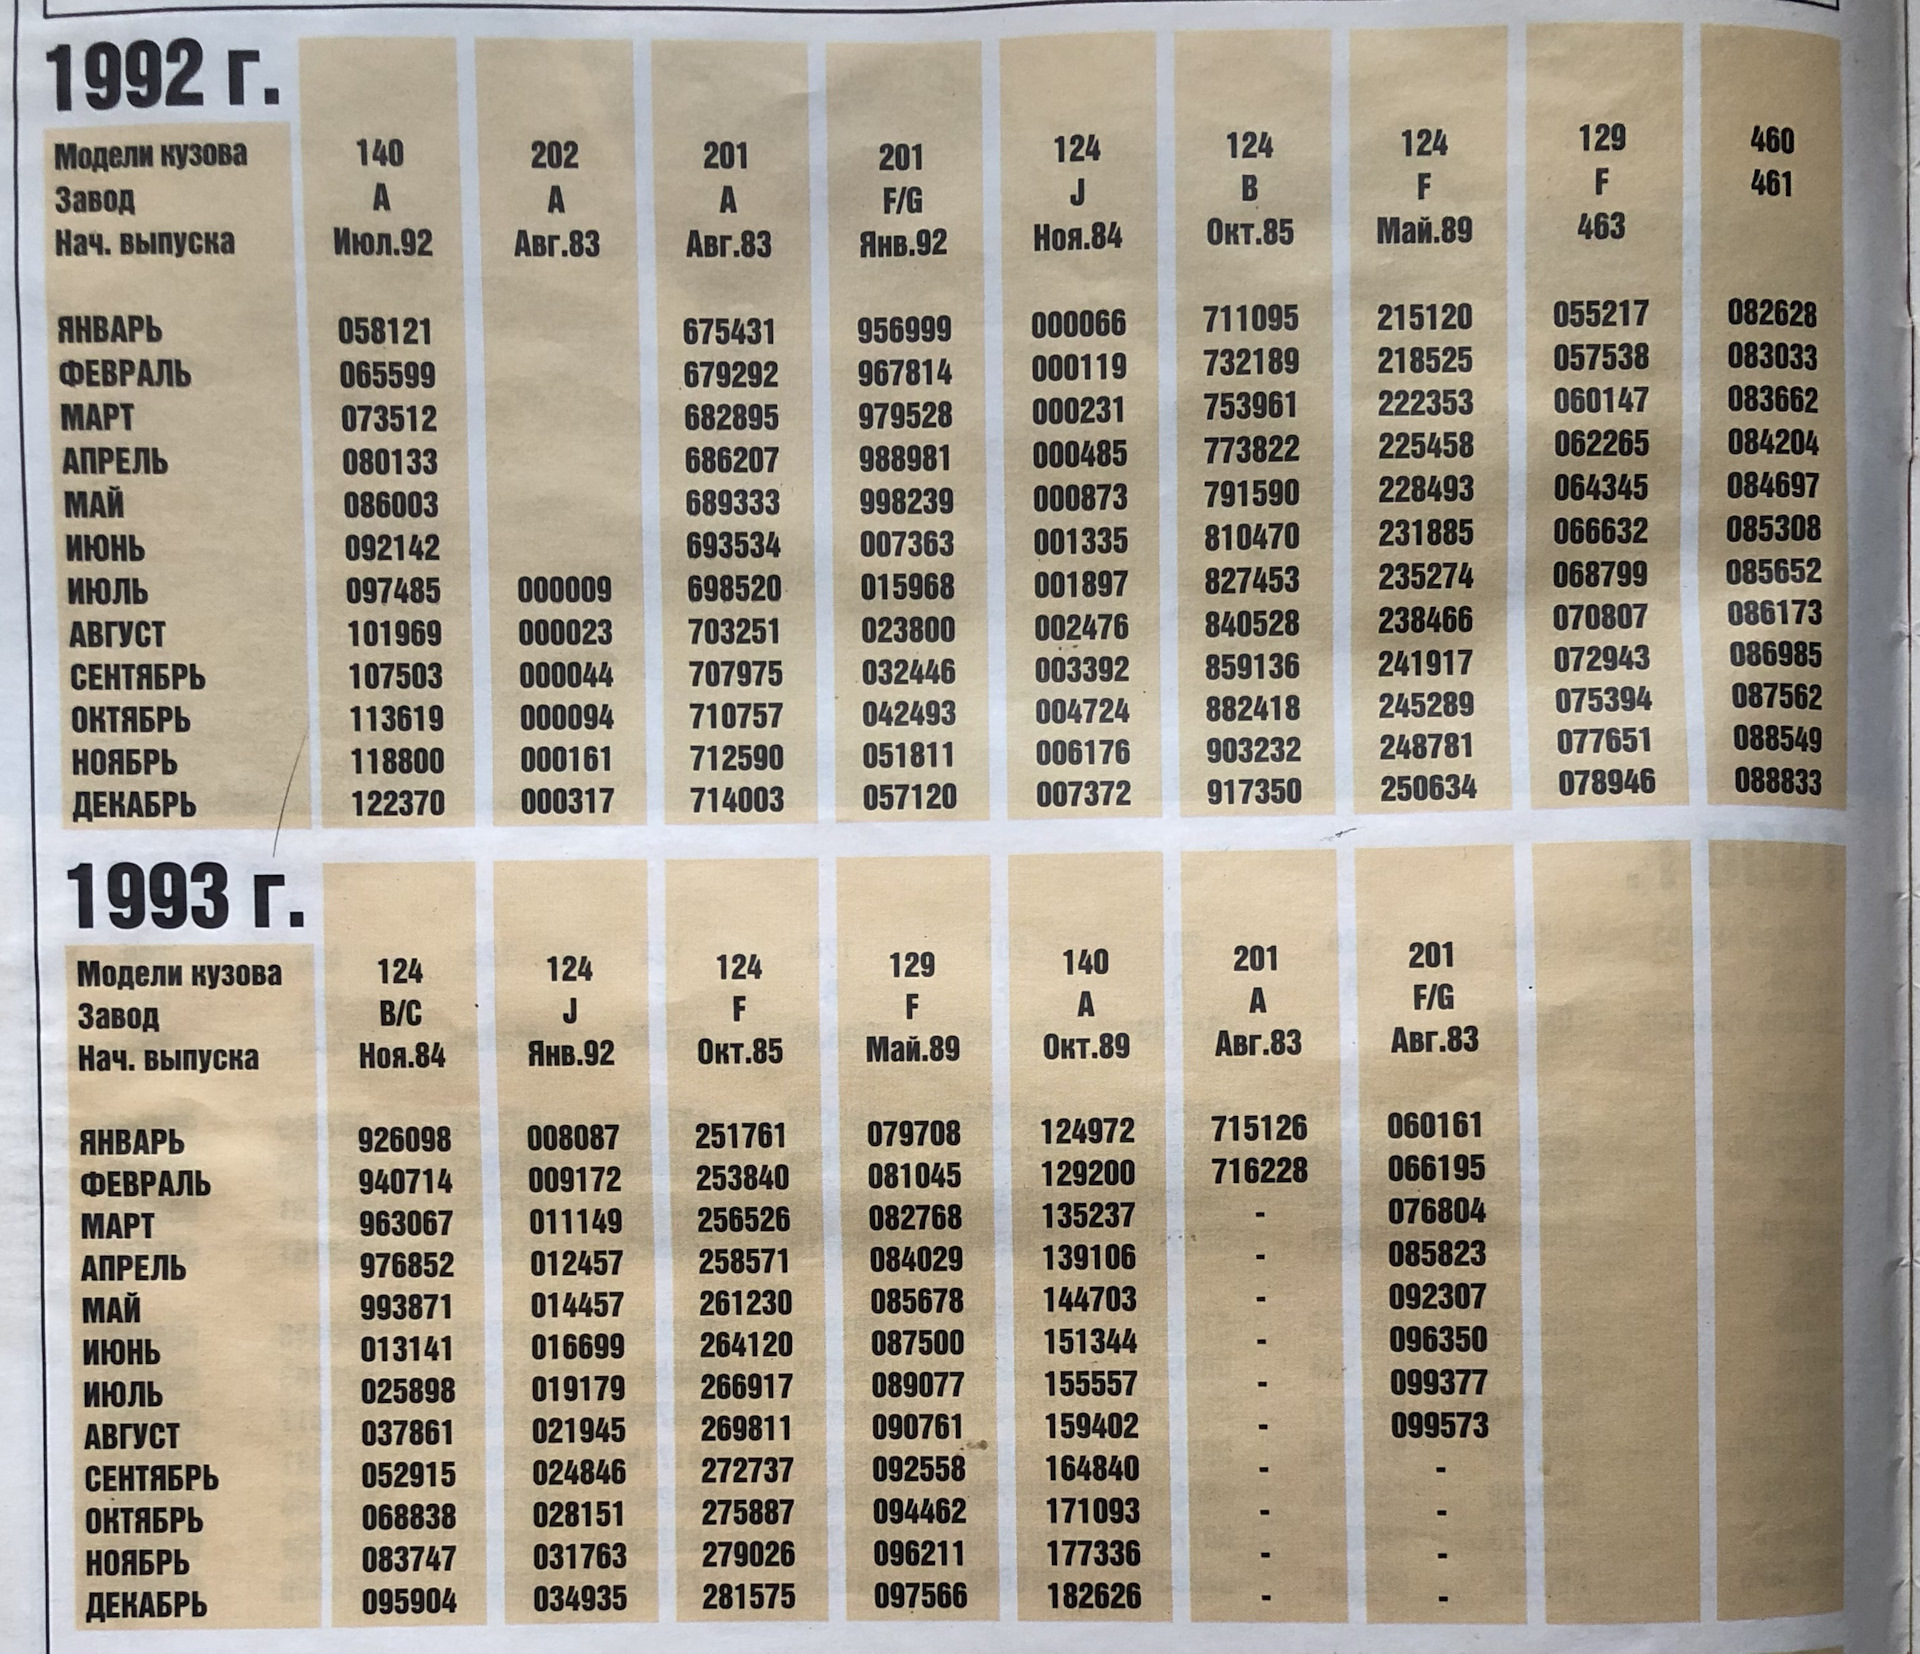 1992 г.
Модели кузова 140 202 201 201 124 124 124 129 460
Завод A A A F/G J B F F 461
Нач. выпуска Июл.92 Авг.83 Авг.83 Янв.92 Ноя.84 Окт.85 Май.89 463
ЯНВАРЬ 058121 675431 956999 000066 711095 215120 055217 082628
ФЕВРАЛЬ 065599 679292 967814 000119 732189 218525 057538 083033
МАРТ 073512 682895 979528 000231 753961 222353 060147 083662
АПРЕЛЬ 080133 686207 988981 000485 773822 225458 062265 084204
МАЙ 086003 689333 998239 000873 791590 228493 064345 084697
ИЮНЬ 092142 693534 007363 001335 810470 231885 066632 085308
ИЮЛЬ 097485 000009 698520 015968 001897 827453 235274 068799 085652
АВГУСТ 101969 000023 703251 023800 002476 840528 238466 070807 086173
СЕНТЯБРЬ 107503 000044 707975 032446 003392 859136 241917 072943 086985
ОКТЯБРЬ 113619 000094 710757 042493 004724 882418 245289 075394 087562
НОЯБРЬ 118800 000161 712590 051811 006176 903232 248781 077651 088549
ДЕКАБРЬ 122370 000317 714003 057120 007372 917350 250634 078946 088833
1993 г.
Модели кузова 124 124 124 129 140 201 201
Завод B/C J F F A A F/G
Нач. выпуска Ноя.84 Янв.92 Окт.85 Май.89 Окт.89 Авг.83 Авг.83
ЯНВАРЬ 926098 008087 251761 079708 124972 715126 060161
ФЕВРАЛЬ 940714 009172 253840 081045 129200 716228 066195
МАРТ 963067 011149 256526 082768 135237 - 076804
АПРЕЛЬ 976852 012457 258571 084029 139106 - 085823
МАЙ 993871 014457 261230 085678 144703 - 092307
ИЮНЬ 013141 016699 264120 087500 151344 - 096350
ИЮЛЬ 025898 019179 266917 089077 155557 - 099377
АВГУСТ 037861 021945 269811 090761 159402 - 099573
СЕНТЯБРЬ 052915 024846 272737 092558 164840 - -
ОКТЯБРЬ 068838 028151 275887 094462 171093 - -
НОЯБРЬ 083747 031763 279026 096211 177336 - -
ДЕКАБРЬ 095904 034935 281575 097566 182626 - -